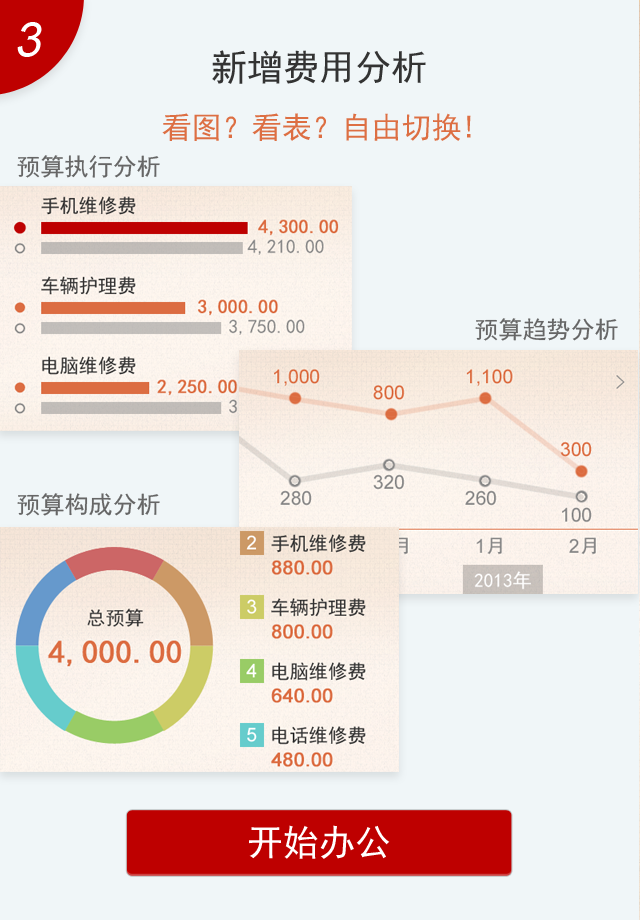 3
新增费用分析
看图？看表？自由切换！
预算执行分析
手机维修费
4,300.00
4,210.00
车辆护理费
3,000.00
3,750.00
电脑维修费
2,250.00
3
预算趋势分析
1,000
800
1,100
300
280
320
260
100
月
1月
2月
2013年
预算构成分析
总预算
4,000.00
2 手机维修费
880.00
3 车辆护理费
800.00
4 电脑维修费
640.00
5 电话维修费
480.00
开始办公